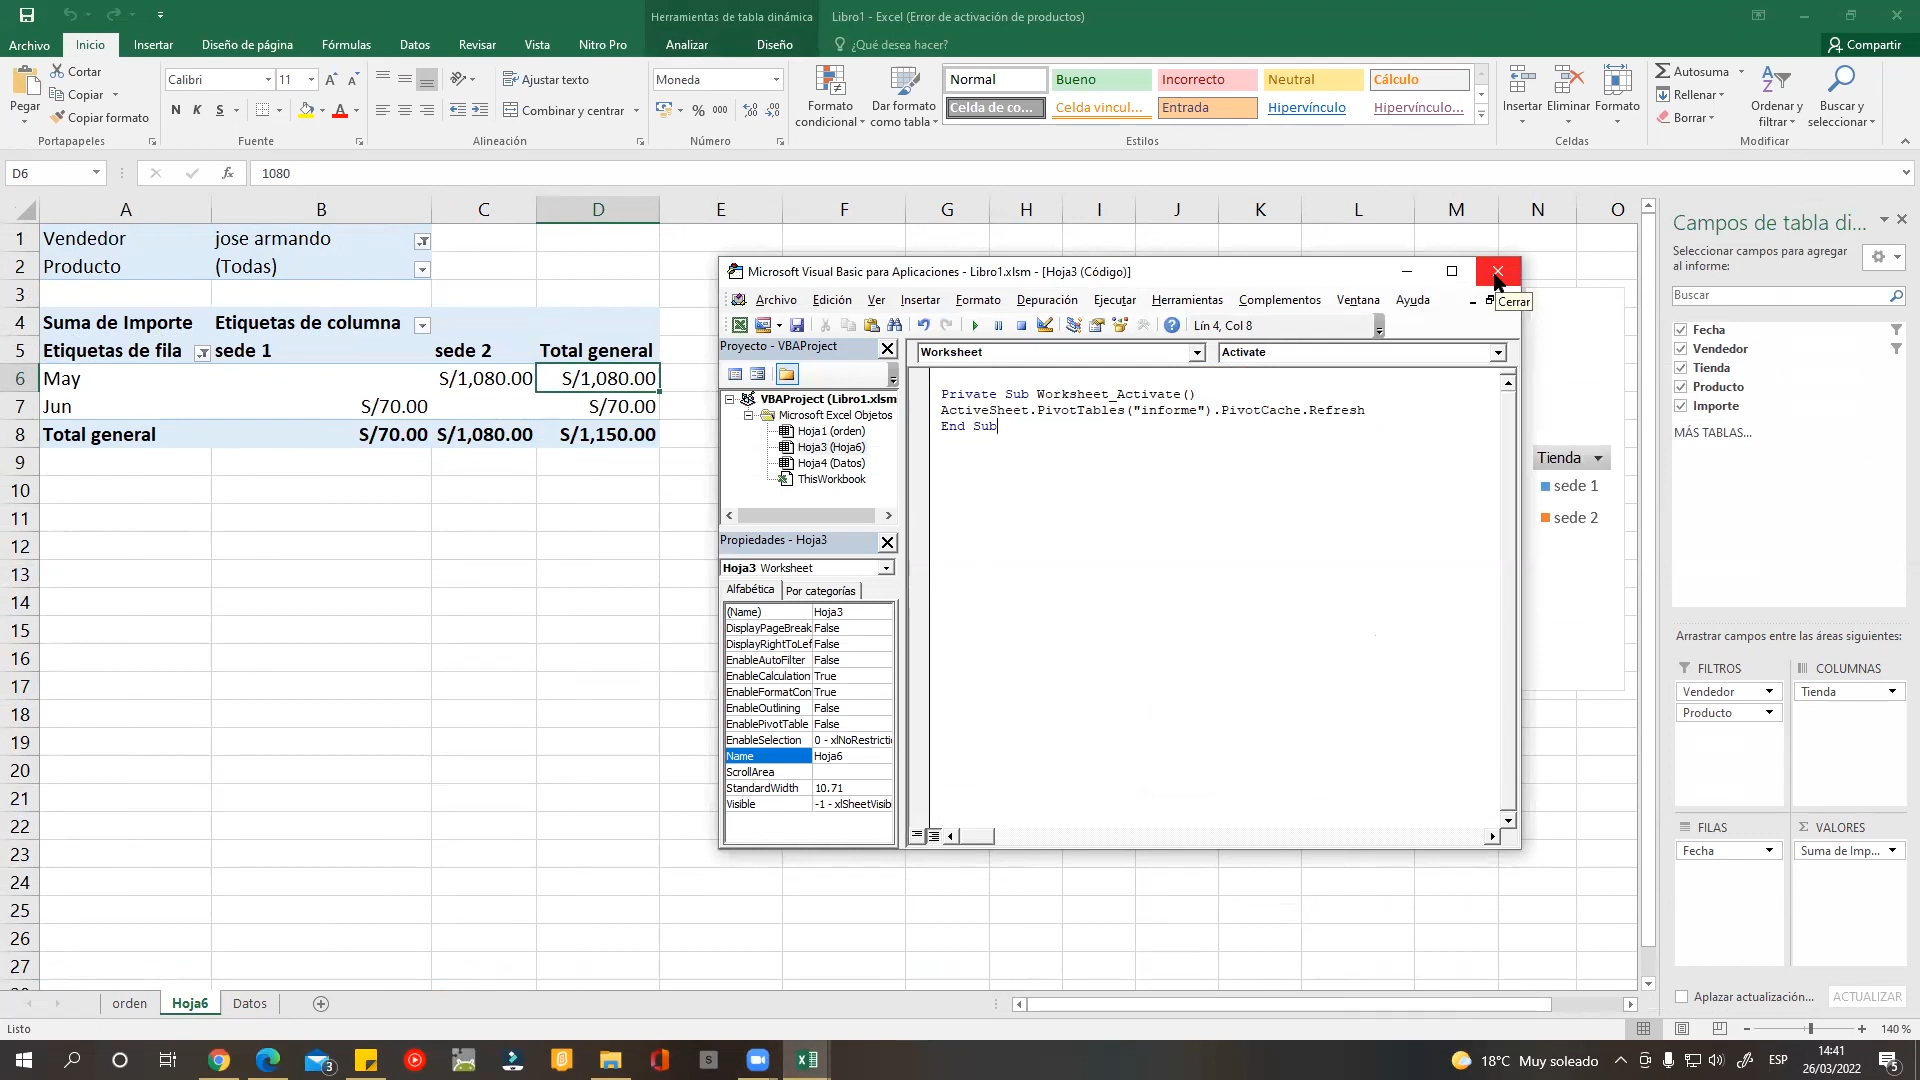 Herramientas de tabla dinámica
Libro1 - Excel (Error de activación de productos)
Archivo Inicio Insertar Diseño de página Fórmulas Datos Revisar Vista Nitro Pro Analizar Diseño ¿Qué desea hacer? Compartir
Pegar
Cortar
Copiar
Copiar formato
Portapapeles
Calibri 11
N K S
Fuente
Ajustar texto
Combinar y centrar
Alineación
Moneda
% 000
Número
Formato condicional
Dar formato como tabla
Normal Bueno Incorrecto Neutral Cálculo
Celda de co... Celda vincul... Entrada Hipervínculo Hipervínculo...
Estilos
Insertar Eliminar Formato
Celdas
Autosuma
Rellenar
Borrar
Ordenar y filtrar
Buscar y seleccionar
Modificar
D6 fx 1080
A B C D E F G H I J K L M N O
1 Vendedor jose armando
2 Producto (Todas)
3
4 Suma de Importe Etiquetas de columna
5 Etiquetas de fila sede 1 sede 2 Total general
6 May S/1,080.00 S/1,080.00
7 Jun S/70.00 S/70.00
8 Total general S/70.00 S/1,080.00 S/1,150.00
9
10
11
12
13
14
15
16
17
18
19
20
21
22
23
24
25
26
27
Microsoft Visual Basic para Aplicaciones - Libro1.xlsm - [Hoja3 (Código)]
Cerrar
Archivo Edición Ver Insertar Formato Depuración Ejecutar Herramientas Complementos Ventana Ayuda
Lín 4, Col 8
Proyecto - VBAProject
VBAProject (Libro1.xlsm
Microsoft Excel Objetos
Hoja1 (orden)
Hoja3 (Hoja6)
Hoja4 (Datos)
ThisWorkbook
Propiedades - Hoja3
Hoja3 Worksheet
Alfabética Por categorías
(Name) Hoja3
DisplayPageBreak False
DisplayRightToLef False
EnableAutoFilter False
EnableCalculation True
EnableFormatCon True
EnableOutlining False
EnablePivotTable False
EnableSelection 0 - xlNoRestrictio
Name Hoja6
ScrollArea
StandardWidth 10.71
Visible -1 - xlSheetVisibl
Worksheet Activate
Private Sub Worksheet_Activate()
ActiveSheet.PivotTables("informe").PivotCache.Refresh
End Sub
Tienda
sede 1
sede 2
Campos de tabla di...
Seleccionar campos para agregar
al informe:
Buscar
Fecha
Vendedor
Tienda
Producto
Importe
MÁS TABLAS...
Arrastrar campos entre las áreas siguientes:
FILTROS COLUMNAS
Vendedor Tienda
Producto
FILAS Σ VALORES
Fecha Suma de Imp...
Aplazar actualización... ACTUALIZAR
orden Hoja6 Datos
Listo 140 %
3
S
18°C Muy soleado
ESP
14:41
26/03/2022
5